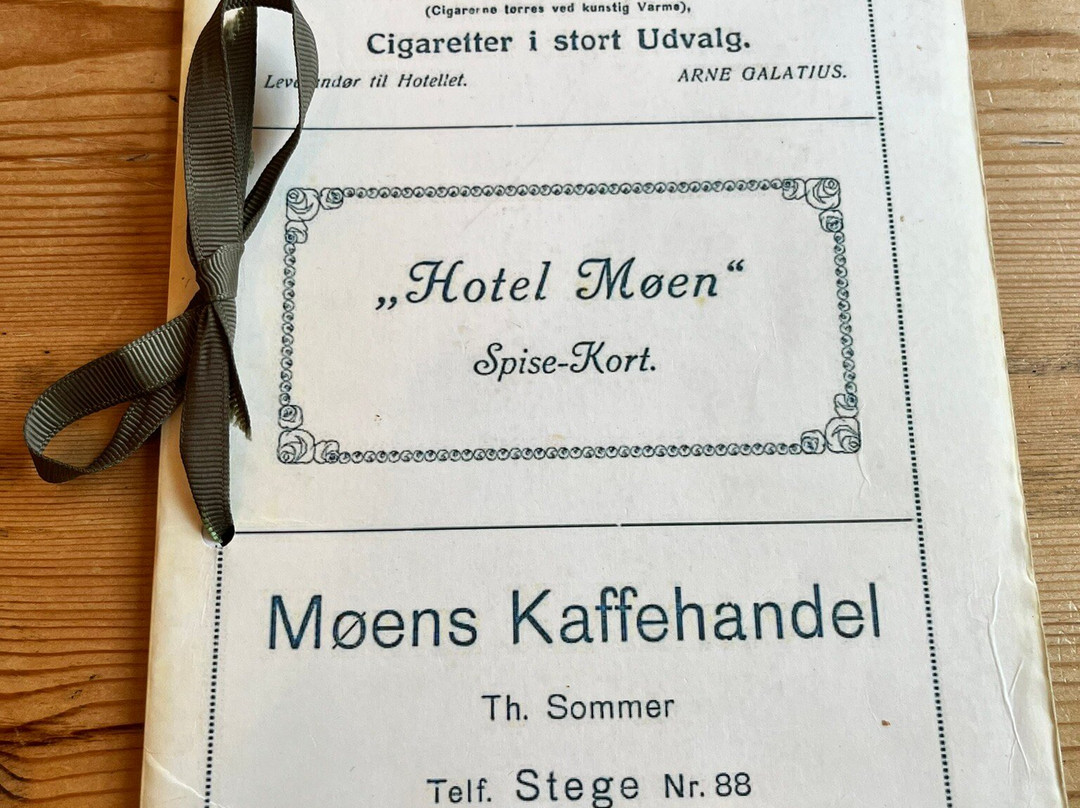 (Cigarerne tørres ved kunstig Varme),
Cigaretter i stort Udvalg.
til Hotellet. ARNE GALATIUS.
„Hotel Møen“
Spise-Kort.
Møens Kaffehandel
Th. Sommer
Telf. Stege Nr. 88